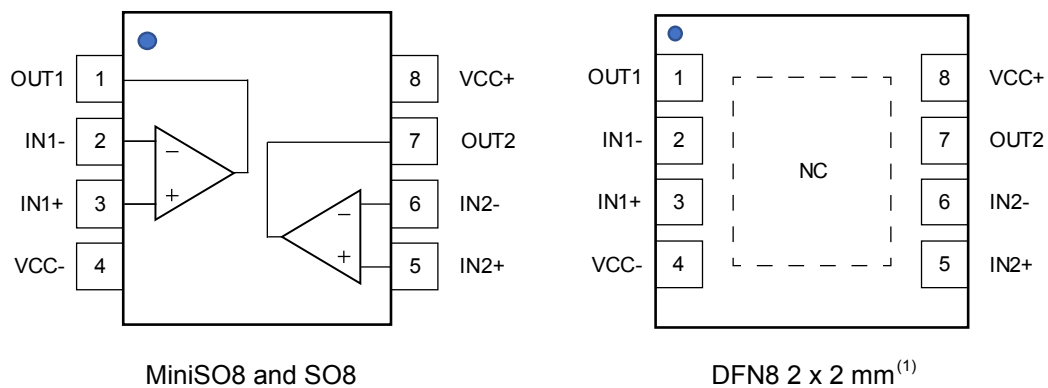 OUT1 1 8 VCC+
IN1- 2 7 OUT2
IN1+ 3 6 IN2-
VCC- 4 5 IN2+
− +
− +
MiniSO8 and SO8
OUT1 1 8 VCC+
IN1- 2 7 OUT2
NC
IN1+ 3 6 IN2-
VCC- 4 5 IN2+
DFN8 2 x 2 mm(1)